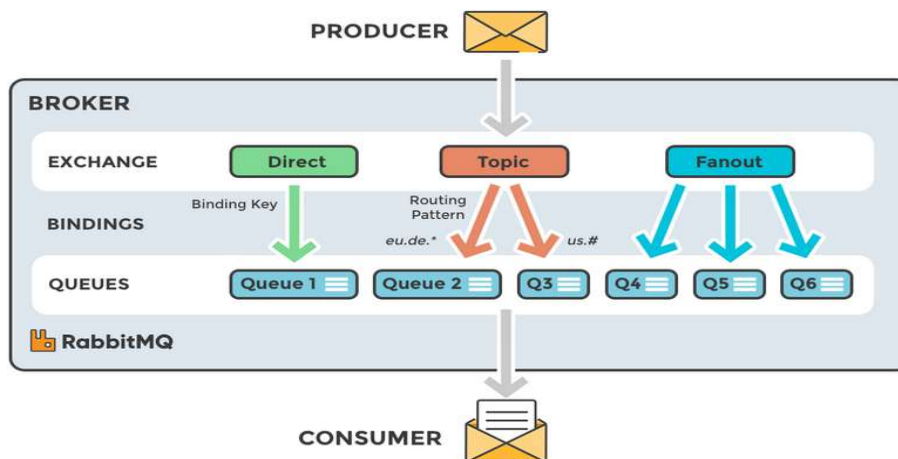 PRODUCER
BROKER
EXCHANGE
Direct
Topic
Fanout
Binding Key
Routing
Pattern
BINDINGS
eu.de.*
us.#
QUEUES
Queue 1
Queue 2
Q3
Q4
Q5
Q6
RabbitMQ
CONSUMER